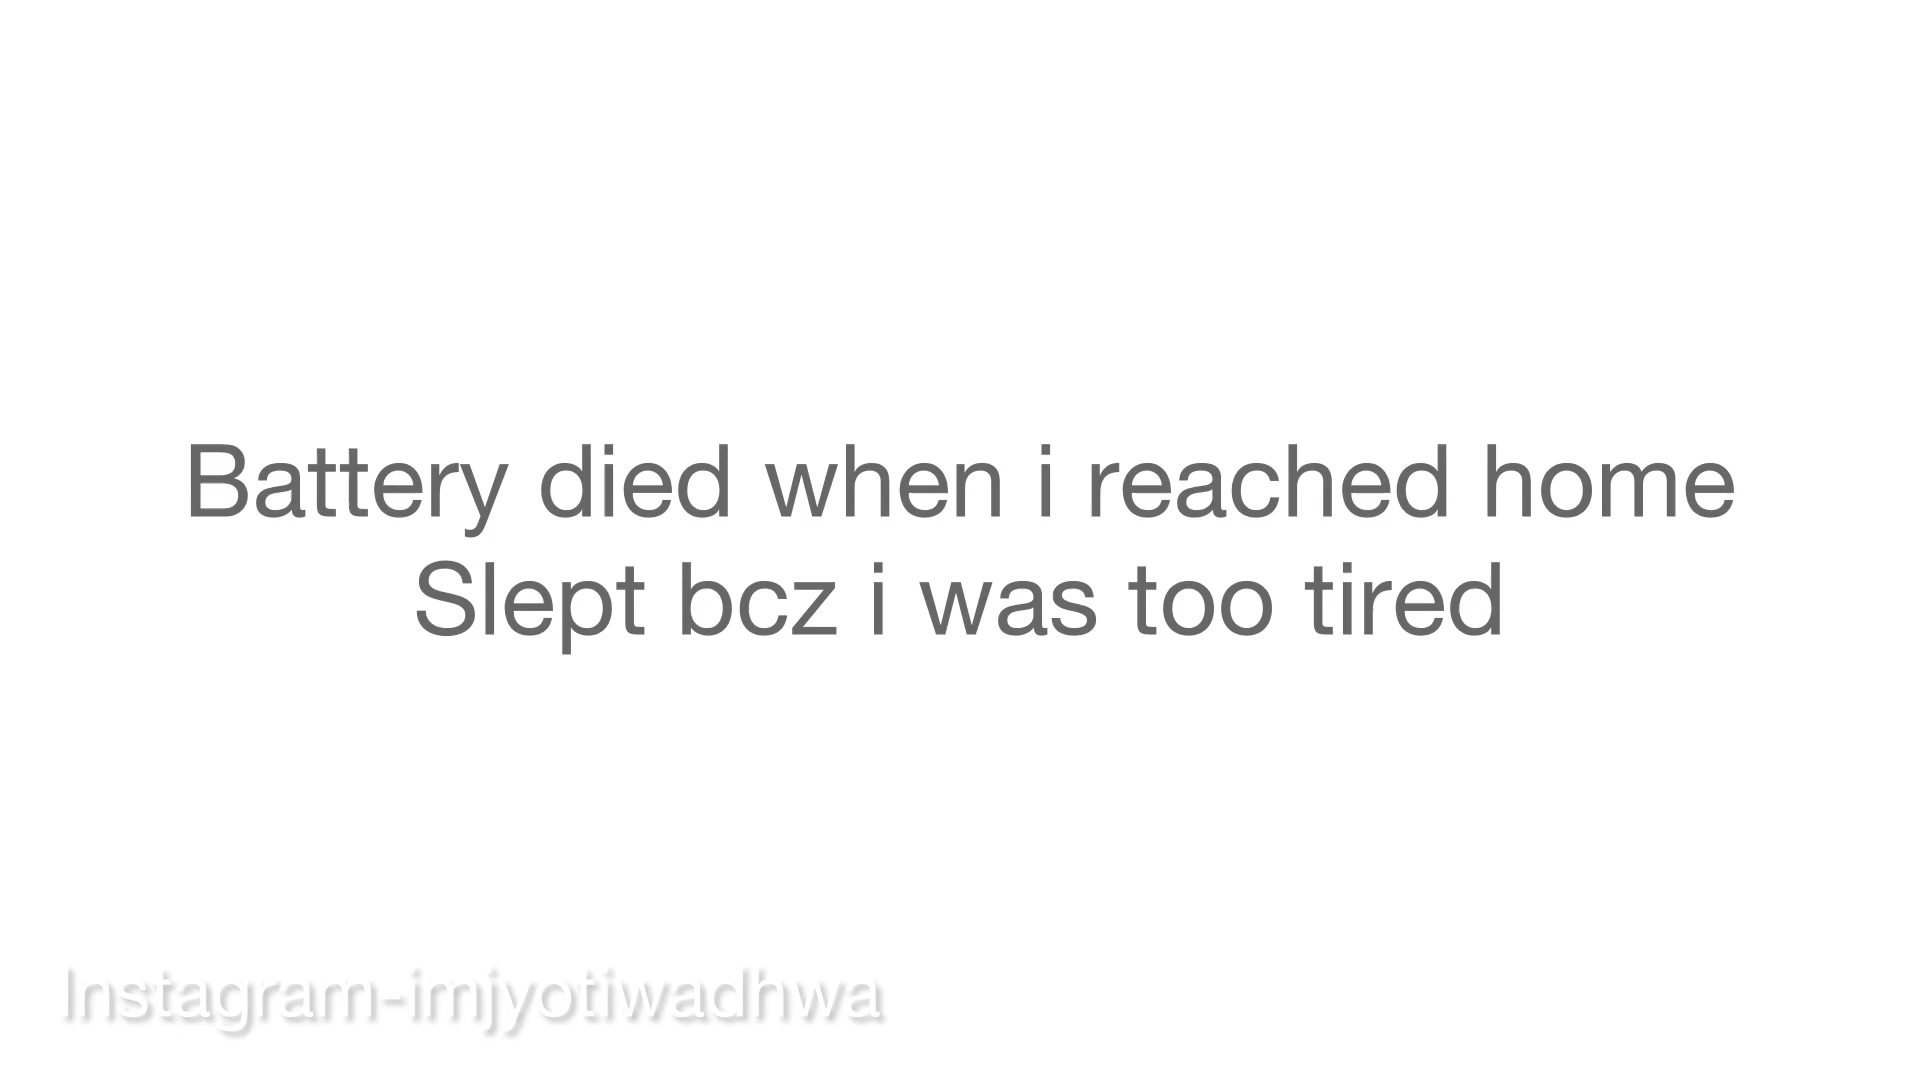 Battery died when i reached home
Slept bcz i was too tired
Instagram-imjyotiwadhwa